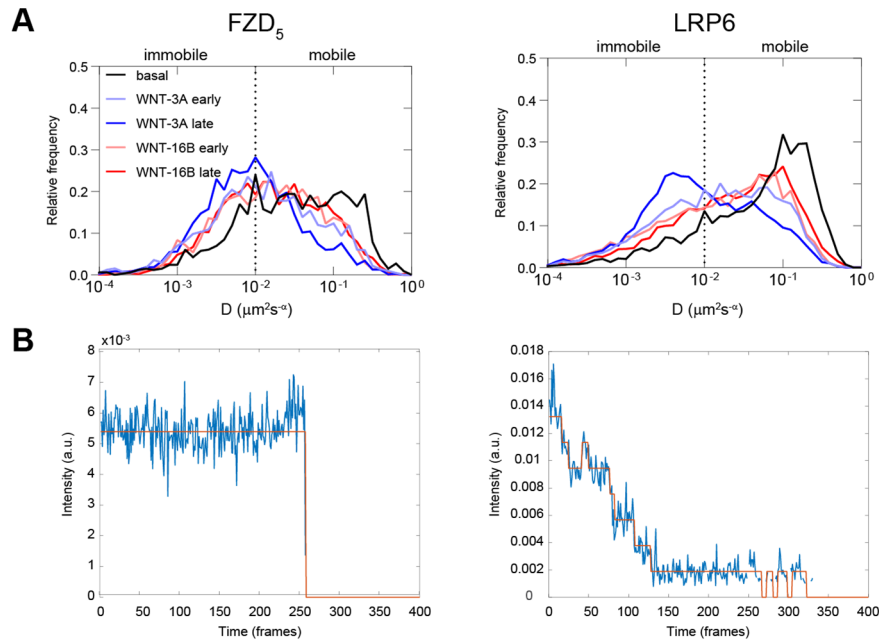 A
FZD5
LRP6
immobile
mobile
immobile
mobile
0.5
0.4
0.3
0.2
0.1
0.0
basal
WNT-3A early
WNT-3A late
WNT-16B early
WNT-16B late
Relative frequency
10-4
10-3
10-2
10-1
100
D (μm2s-α)
0.5
0.4
0.3
0.2
0.1
0.0
Relative frequency
10-4
10-3
10-2
10-1
100
D (μm2s-α)
B
x10-3
8
7
6
5
4
3
2
1
0
Intensity (a.u.)
0
50
100
150
200
250
300
350
400
Time (frames)
0.018
0.016
0.014
0.012
0.010
0.008
0.006
0.004
0.002
0
Intensity (a.u.)
0
50
100
150
200
250
300
350
400
Time (frames)